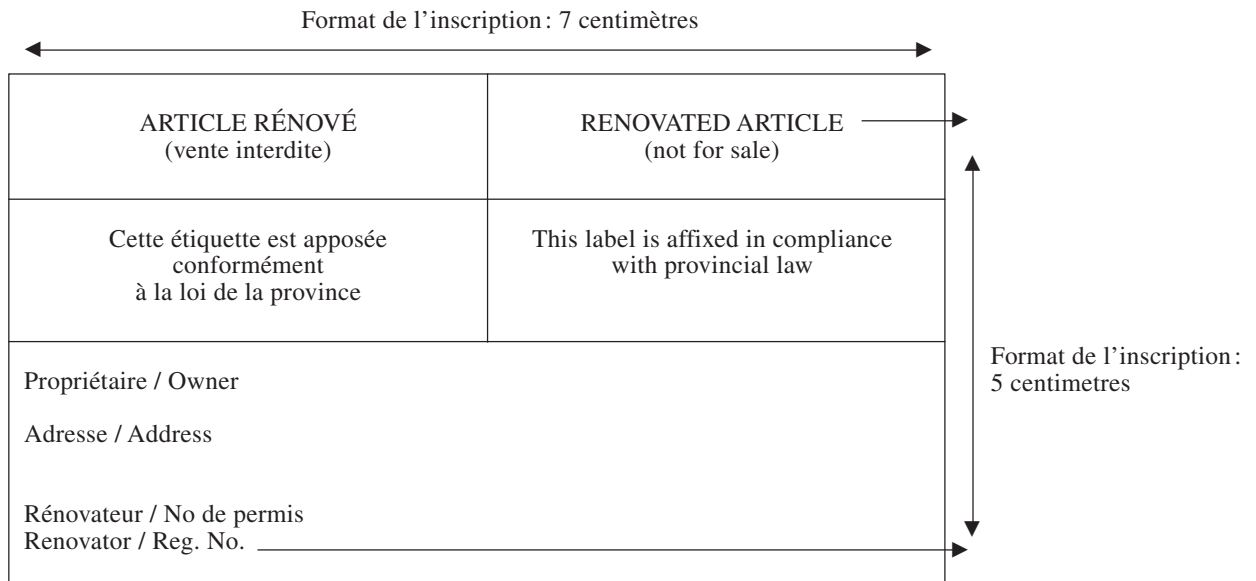 Format de l'inscription : 7 centimètres
ARTICLE RÉNOVÉ
(vente interdite)
RENOVATED ARTICLE
(not for sale)
Cette étiquette est apposée
conformément
à la loi de la province
This label is affixed in compliance
with provincial law
Format de l'inscription :
5 centimetres
Propriétaire / Owner
Adresse / Address
Rénovateur / No de permis
Renovator / Reg. No.